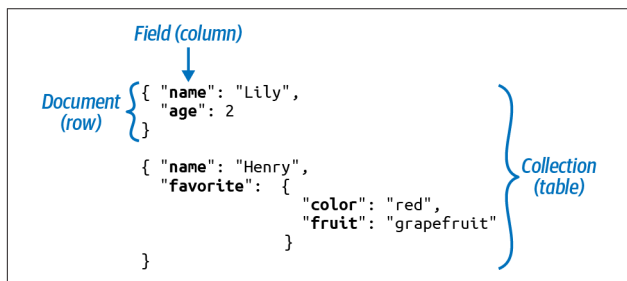 Field (column)
Document
(row)
{ "name": "Lily",
"age": 2
}
{ "name": "Henry",
"favorite": {
"color": "red",
"fruit": "grapefruit"
}
}
Collection
(table)